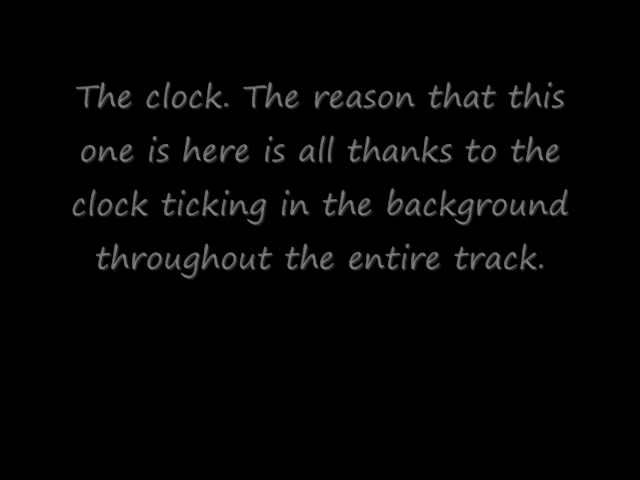 The clock. The reason that this
one is here is all thanks to the
clock ticking in the background
throughout the entire track.